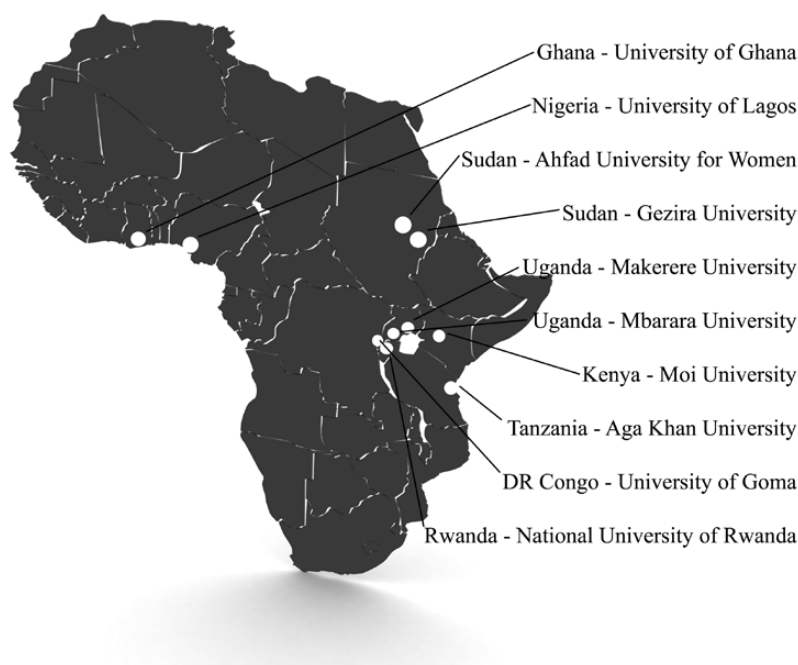 Ghana - University of Ghana
Nigeria - University of Lagos
Sudan - Ahfad University for Women
Sudan - Gezira University
Uganda - Makerere University
Uganda - Mbarara University
Kenya - Moi University
Tanzania - Aga Khan University
DR Congo - University of Goma
Rwanda - National University of Rwanda